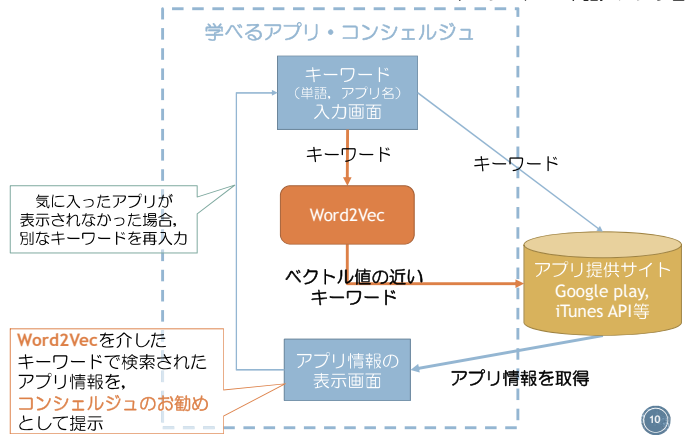 学べるアプリ・コンシェルジュ
キーワード
（単語，アプリ名）
入力画面
キーワード
キーワード
気に入ったアプリが
表示されなかった場合，
別なキーワードを再入力
Word2Vec
ベクトル値の近い
キーワード
アプリ提供サイト
Google play,
iTunes API等
Word2Vecを介した
キーワードで検索された
アプリ情報を，
コンシェルジュのお勧め
として提示
アプリ情報の
表示画面
アプリ情報を取得
10